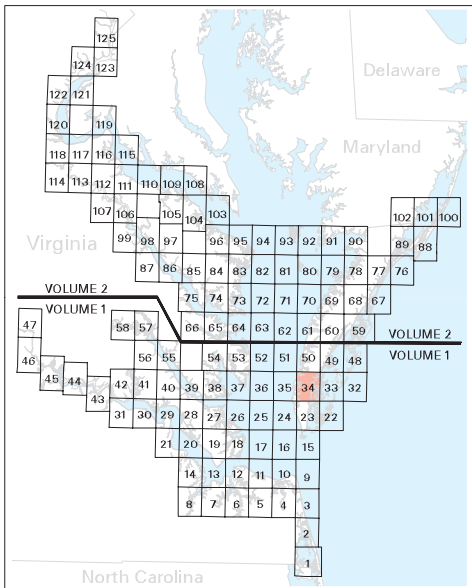 125
124 123
Delaware
122 121
120 119
Maryland
118 117 116 115
114 113 112 111 110 109 108
107 106 105 104 103 102 101 100
Virginia
99 98 97 96 95 94 93 92 91 90 89 88
87 86 85 84 83 82 81 80 79 78 77 76
VOLUME 2
75 74 73 72 71 70 69 68 67
VOLUME 1
47 58 57 66 65 64 63 62 61 60 59
VOLUME 2
VOLUME 1
46 56 55 54 53 52 51 50 49 48
45 44 43 42 41 40 39 38 37 36 35 34 33 32
31 30 29 28 27 26 25 24 23 22
21 20 19 18 17 16 15
14 13 12 11 10 9
8 7 6 5 4 3
2
1
North Carolina